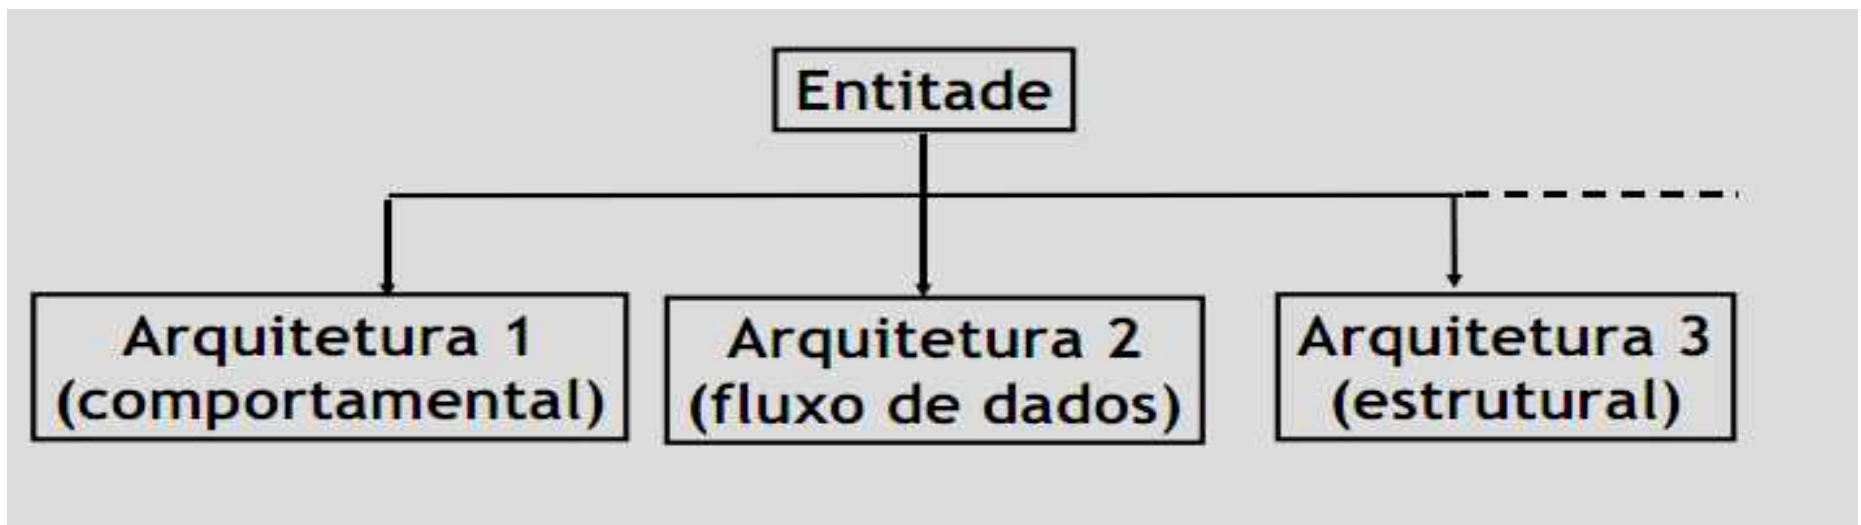 Entitade
Arquitetura 1
(comportamental)
Arquitetura 2
(fluxo de dados)
Arquitetura 3
(estrutural)